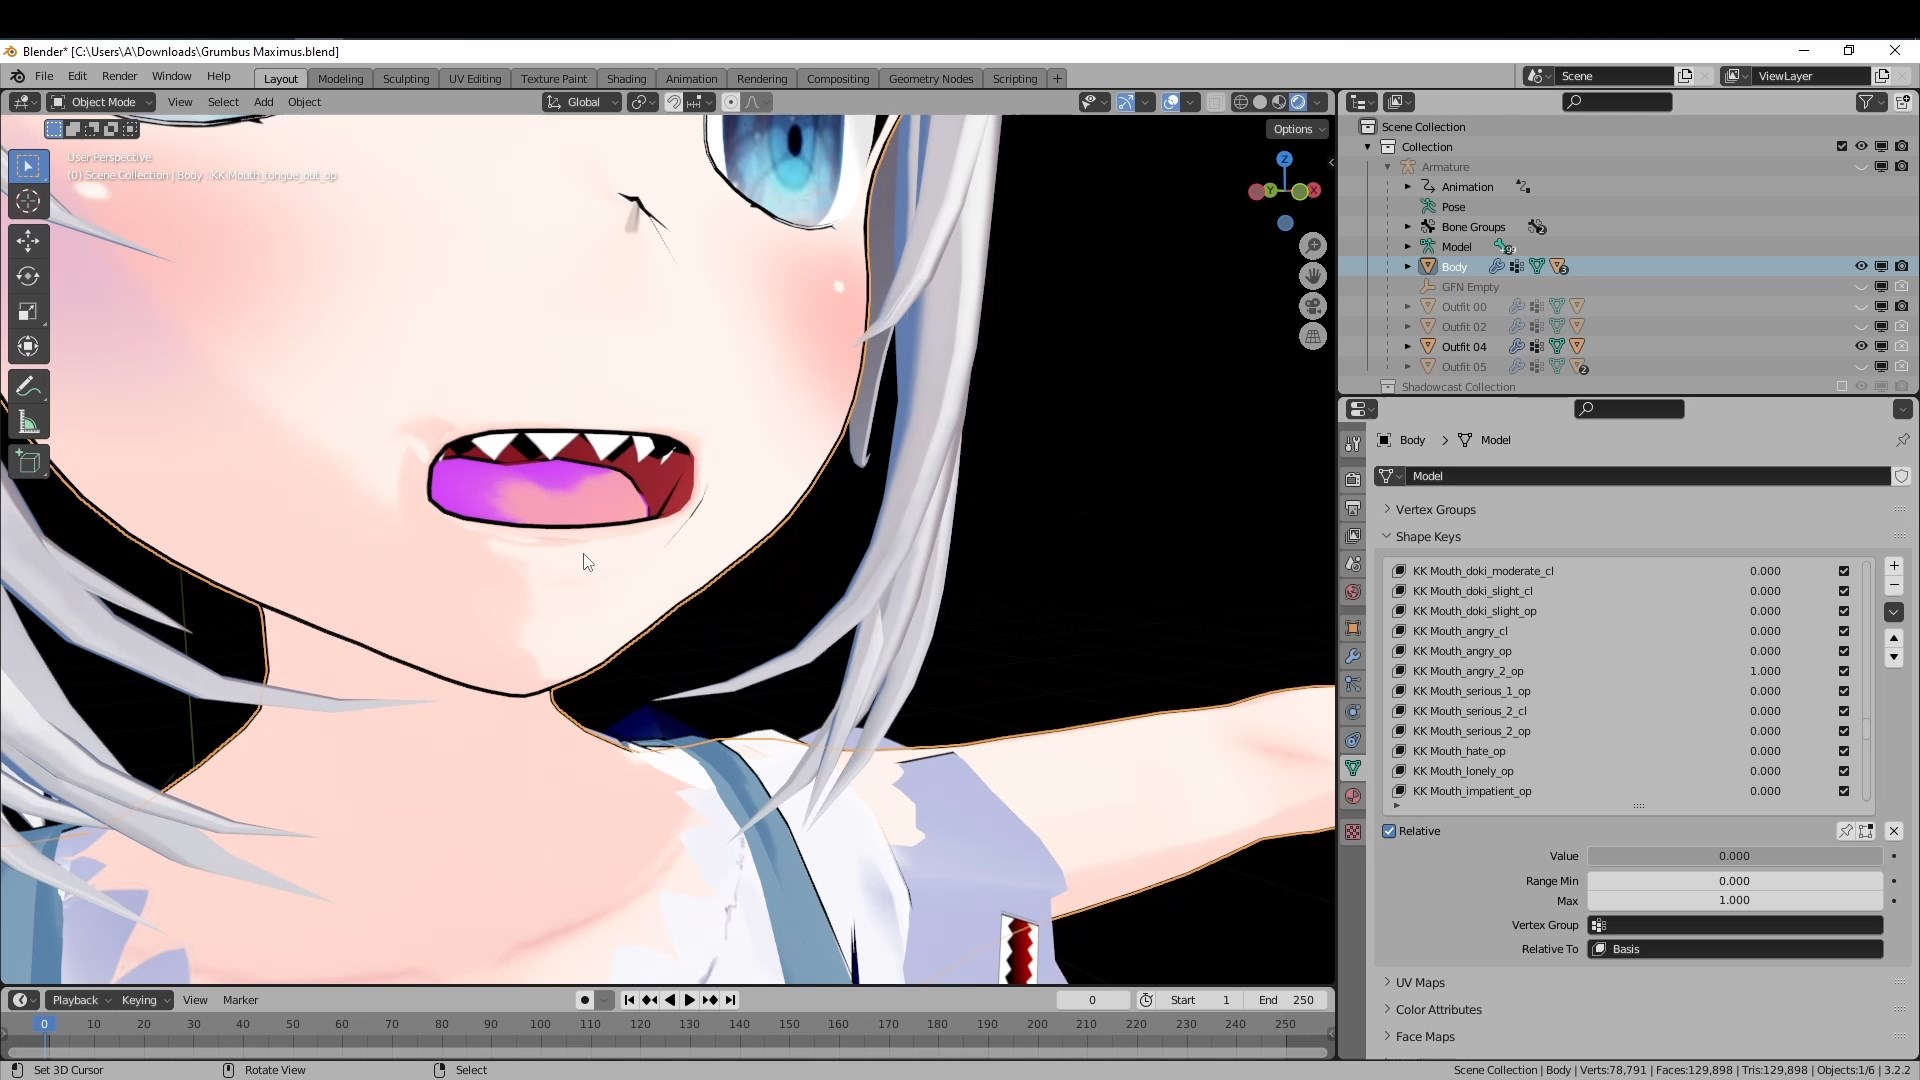 Blender* [C:\Users\A\Downloads\Grumbus Maximus.blend]
File Edit Render Window Help Layout Modeling Sculpting UV Editing Texture Paint Shading Animation Rendering Compositing Geometry Nodes Scripting + Scene ViewLayer
Object Mode View Select Add Object Global
Options
User Perspective
(0) Scene Collection | Body : KK Mouth_tongue_out_op
Z
Y X
Scene Collection
Collection
Armature
Animation
Pose
Bone Groups 2
Model
Body 3
GFN Empty
Outfit 00
Outfit 02
Outfit 04
Outfit 05 2
Shadowcast Collection
Body > Model
Model
Vertex Groups
Shape Keys
KK Mouth_doki_moderate_cl 0.000
KK Mouth_doki_slight_cl 0.000
KK Mouth_doki_slight_op 0.000
KK Mouth_angry_cl 0.000
KK Mouth_angry_op 0.000
KK Mouth_angry_2_op 1.000
KK Mouth_serious_1_op 0.000
KK Mouth_serious_2_cl 0.000
KK Mouth_serious_2_op 0.000
KK Mouth_hate_op 0.000
KK Mouth_lonely_op 0.000
KK Mouth_impatient_op 0.000
Relative
Value 0.000
Range Min 0.000
Max 1.000
Vertex Group
Relative To Basis
UV Maps
Color Attributes
Face Maps
Playback Keying View Marker 0 Start 1 End 250
0 10 20 30 40 50 60 70 80 90 100 110 120 130 140 150 160 170 180 190 200 210 220 230 240 250
Set 3D Cursor Rotate View Select Scene Collection | Body | Verts:78,791 | Faces:129,898 | Tris:129,898 | Objects:1/6 | 3.2.2